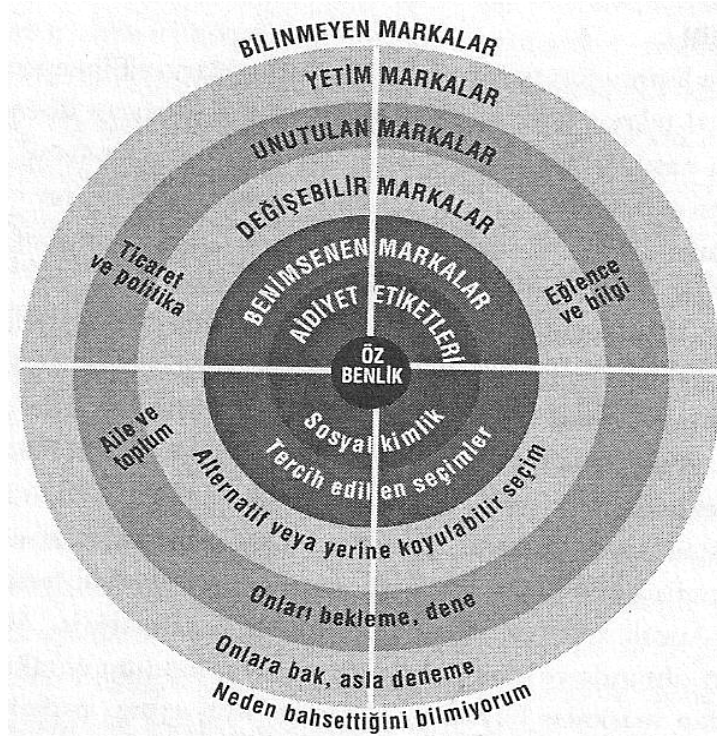 BİLİNMEYEN MARKALAR
YETİM MARKALAR
UNUTULAN MARKALAR
DEĞİŞEBİLİR MARKALAR
BENİMSENEN MARKALAR
AİDİYET ETİKETLERİ
Ticaret
ve politika
Eğlence
ve bilgi
ÖZ
BENLİK
Aile ve
toplum
Sosyal kimlik
Tercih edilen seçimler
Alternatif veya yerine koyulabilir seçim
Onları bekleme, dene
Onlara bak, asla deneme
Neden bahsettiğini bilmiyorum